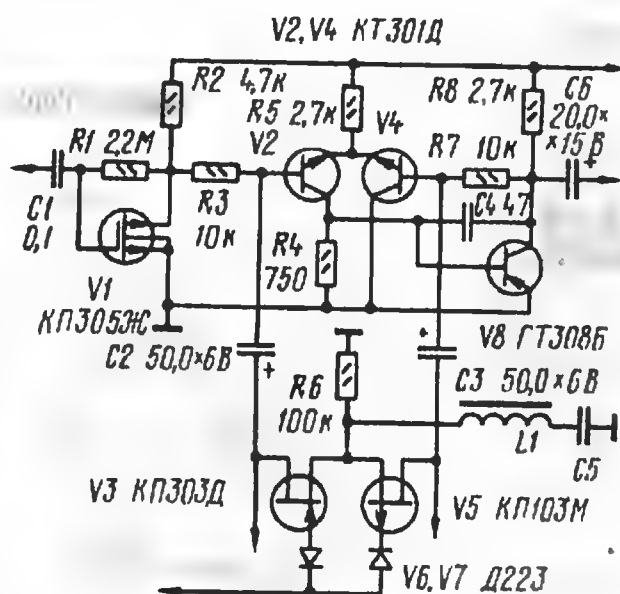 V2, V4 КТ301Д
R2 4,7к
R5 2,7к
R8 2,7к
C6
20,0×
×15 В
R1 2,2М
V2
V4
R7
10к
C1
0,1
R3
10к
C4 47
R4
750
V1
КП305Ж
V8 ГТ308Б
C2 50,0×6В
R6
100к
C3 50,0×6В
L1
C5
V3 КП303Д
V5 КП103М
V6, V7 Д223